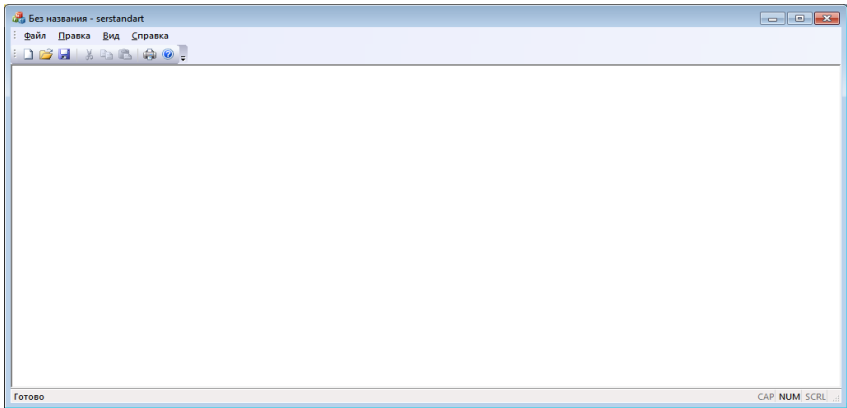 Без названия - serstandart
Файл Правка Вид Справка
Готово CAP NUM SCRL